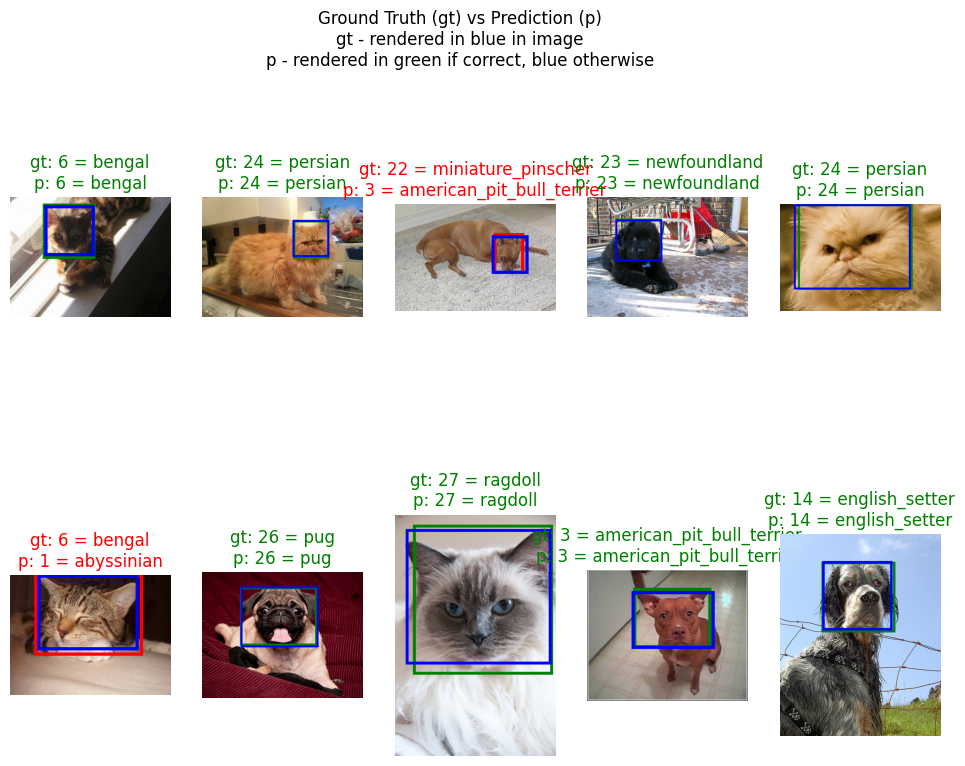 Ground Truth (gt) vs Prediction (p)
gt - rendered in blue in image
p - rendered in green if correct, blue otherwise
gt: 6 = bengal
p: 6 = bengal
gt: 24 = persian
p: 24 = persian
gt: 22 = miniature_pinscher
p: 3 = american_pit_bull_terrier
gt: 23 = newfoundland
p: 23 = newfoundland
gt: 24 = persian
p: 24 = persian
gt: 6 = bengal
p: 1 = abyssinian
gt: 26 = pug
p: 26 = pug
gt: 27 = ragdoll
p: 27 = ragdoll
gt: 3 = american_pit_bull_terrier
p: 3 = american_pit_bull_terrier
gt: 14 = english_setter
p: 14 = english_setter